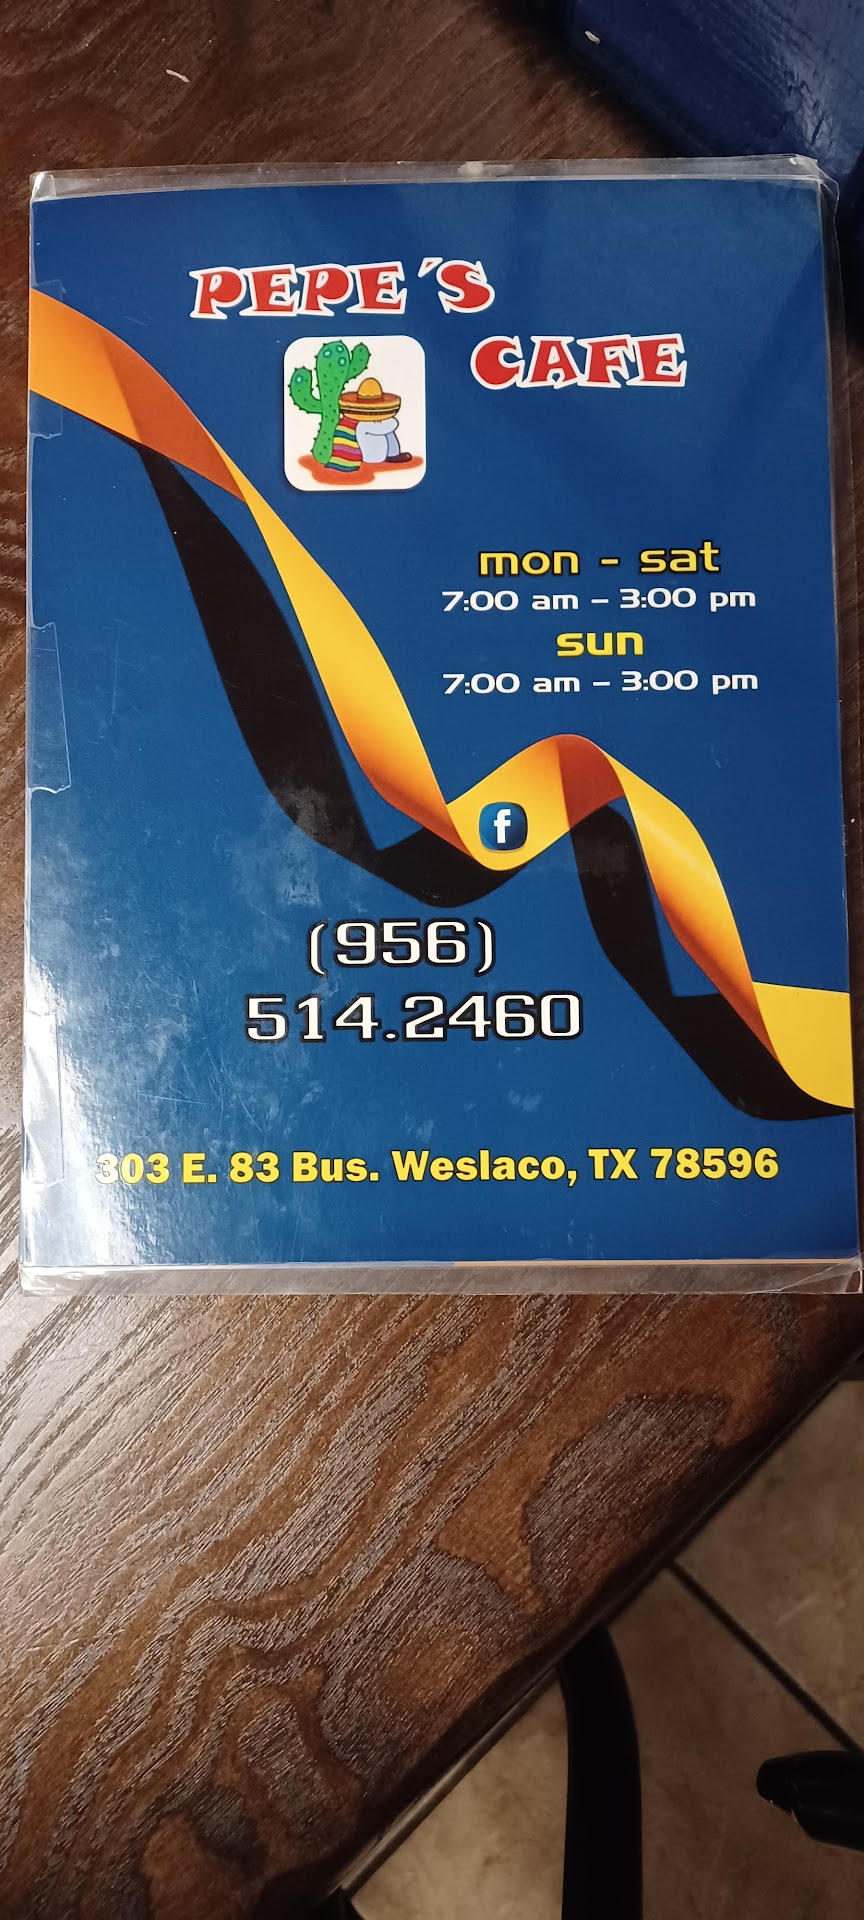 PEPE´S
CAFE
mon - sat
7:00 am - 3:00 pm
sun
7:00 am - 3:00 pm
f
(956)
514.2460
303 E. 83 Bus. Weslaco, TX 78596